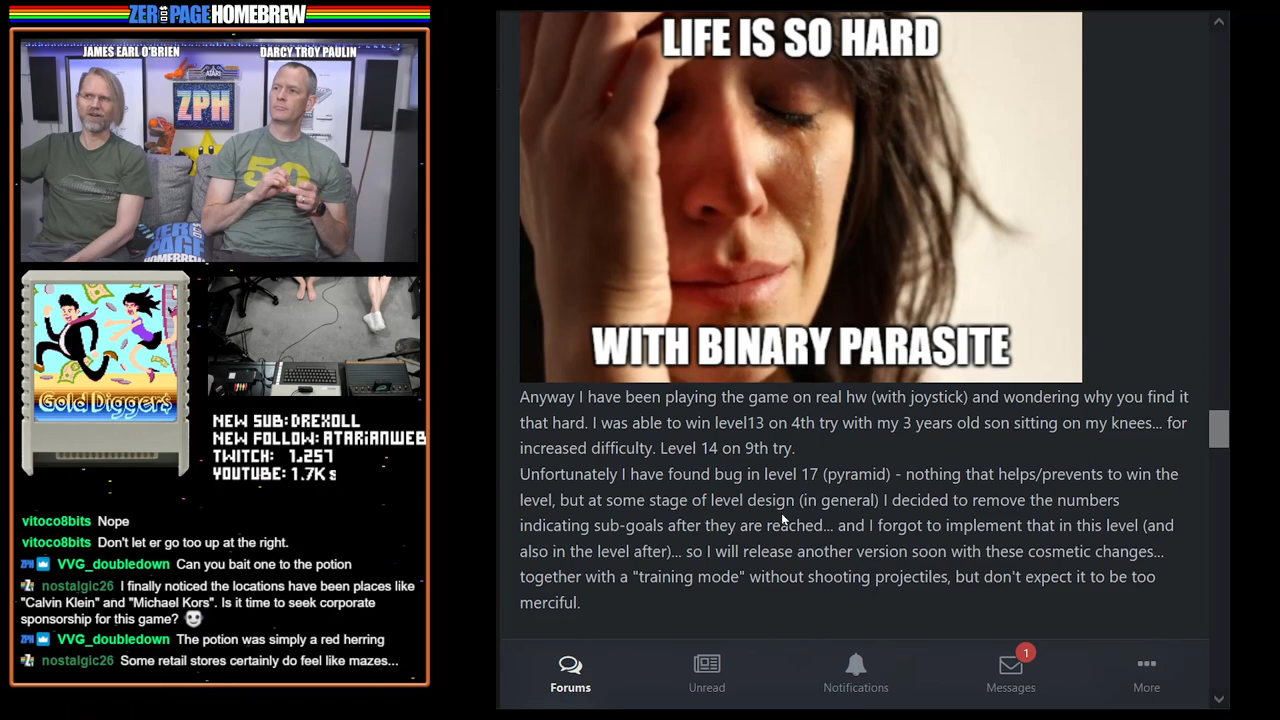 ZERO PAGE HOMEBREW
JAMES EARL O'BRIEN
DARCY TROY PAULIN
ATARI
ZPH
50
ZERO PAGE
HOMEBREW
Gold Digger$
NEW SUB:DREXOLL
NEW FOLLOW:ATARIANWEB
TWITCH: 1,257
YOUTUBE: 1.7K s
vitoco8bits Nope
vitoco8bits Don't let er go too up at the right.
VVG_doubledown Can you bait one to the potion
nostalgic26 I finally noticed the locations have been places like
"Calvin Klein" and "Michael Kors". Is it time to seek corporate
sponsorship for this game?
VVG_doubledown The potion was simply a red herring
nostalgic26 Some retail stores certainly do feel like mazes...
LIFE IS SO HARD
WITH BINARY PARASITE
Anyway I have been playing the game on real hw (with joystick) and wondering why you find it
that hard. I was able to win level13 on 4th try with my 3 years old son sitting on my knees... for
increased difficulty. Level 14 on 9th try.
Unfortunately I have found bug in level 17 (pyramid) - nothing that helps/prevents to win the
level, but at some stage of level design (in general) I decided to remove the numbers
indicating sub-goals after they are reached... and I forgot to implement that in this level (and
also in the level after)... so I will release another version soon with these cosmetic changes...
together with a "training mode" without shooting projectiles, but don't expect it to be too
merciful.
1
Forums
Unread
Notifications
Messages
More